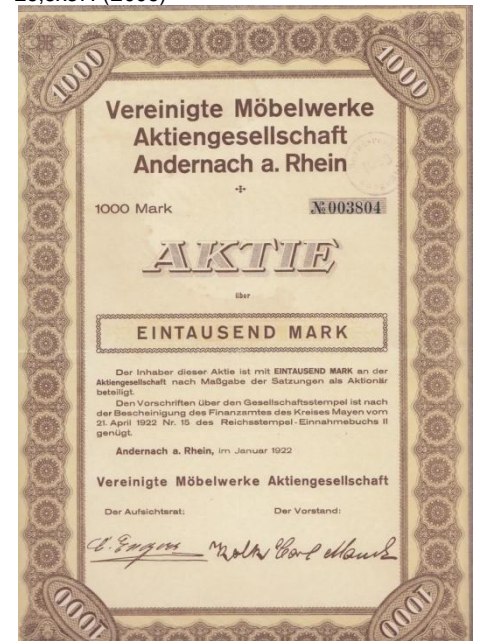 1000
1000
Vereinigte Möbelwerke
Aktiengesellschaft
Andernach a. Rhein
1000 Mark
№ 003804
AKTIE
über
EINTAUSEND MARK
Der Inhaber dieser Aktie ist mit EINTAUSEND MARK an der
Aktiengesellschaft nach Maßgabe der Satzungen als Aktionär
beteiligt.
Den Vorschriften über den Gesellschaftsstempel ist nach
der Bescheinigung des Finanzamtes des Kreises Mayen vom
21. April 1922 Nr. 15 des Reichsstempel-Einnahmebuchs II
genügt.
Andernach a. Rhein, im Januar 1922
Vereinigte Möbelwerke Aktiengesellschaft
Der Aufsichtsrat:
Der Vorstand:
1000
1000